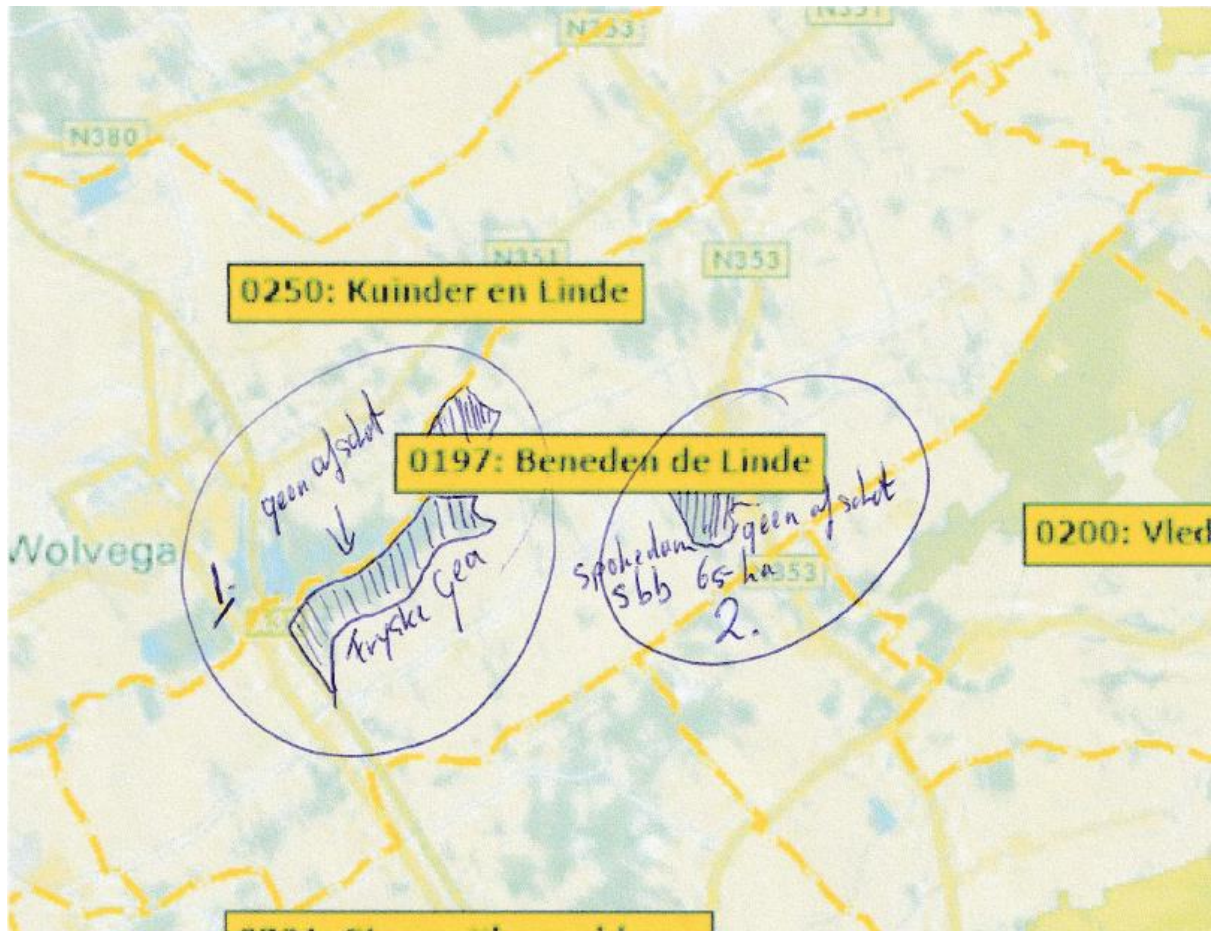 N351
N353
N380
N351
N353
0250: Kuinder en Linde
geen afschot
0197: Beneden de Linde
geen afschot
Wolvega
0200: Vled
1.
Fryske Gea
spokedam
sbb 65 ha
N353
2.